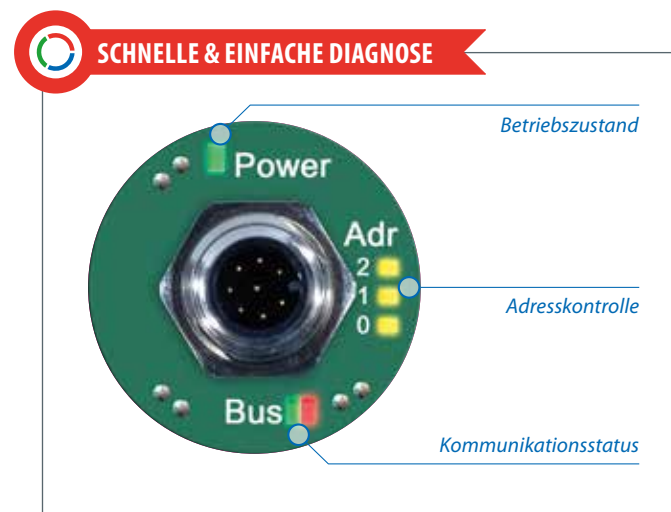 SCHNELLE & EINFACHE DIAGNOSE
Betriebszustand
Power
Adr
2
1
0
Adresskontrolle
Bus
Kommunikationsstatus